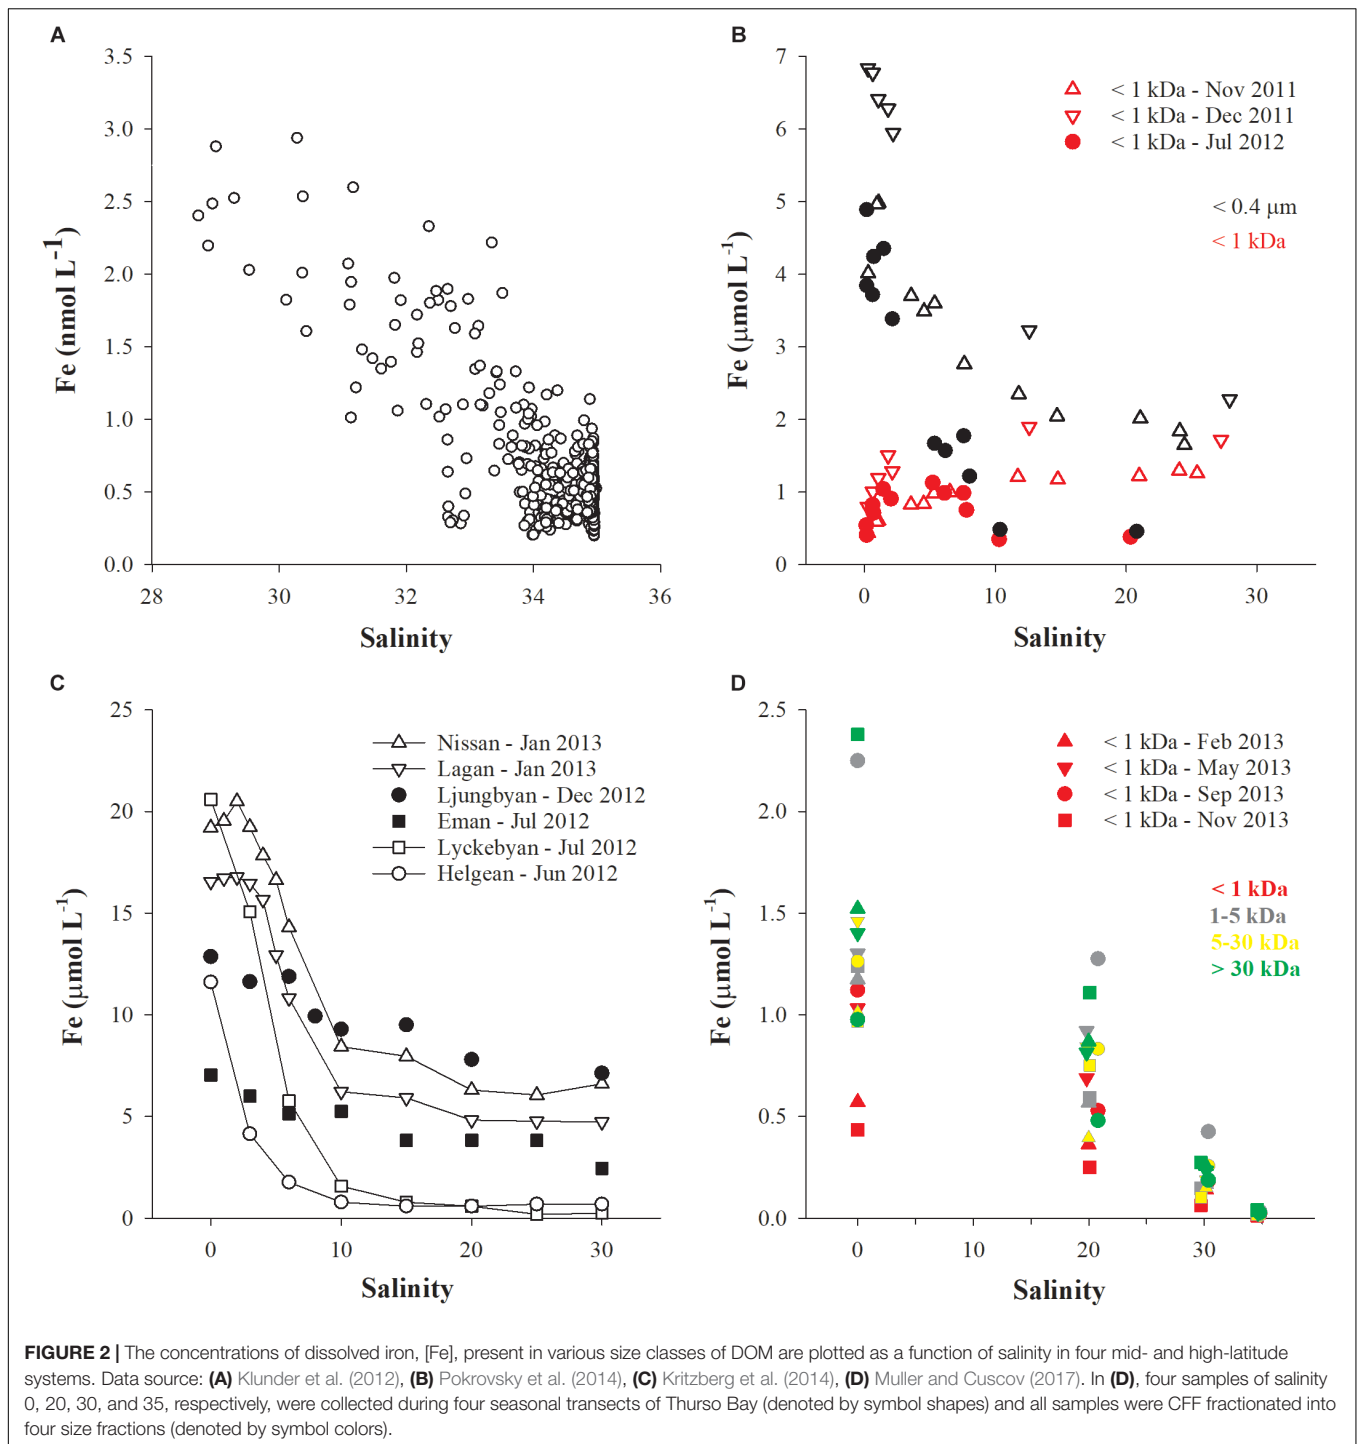 A
3.5
3.0
2.5
2.0
1.5
1.0
0.5
0.0
Fe (nmol L⁻¹)
28 30 32 34 36
Salinity
B
7
6
5
4
3
2
1
0
Fe (µmol L⁻¹)
< 1 kDa - Nov 2011
< 1 kDa - Dec 2011
< 1 kDa - Jul 2012
< 0.4 µm
< 1 kDa
0 10 20 30
Salinity
C
25
20
15
10
5
0
Fe (µmol L⁻¹)
Nissan - Jan 2013
Lagan - Jan 2013
Ljungbyan - Dec 2012
Eman - Jul 2012
Lyckebyan - Jul 2012
Helgean - Jun 2012
0 10 20 30
Salinity
D
2.5
2.0
1.5
1.0
0.5
0.0
Fe (µmol L⁻¹)
< 1 kDa - Feb 2013
< 1 kDa - May 2013
< 1 kDa - Sep 2013
< 1 kDa - Nov 2013
< 1 kDa
1-5 kDa
5-30 kDa
> 30 kDa
0 10 20 30
Salinity
FIGURE 2 | The concentrations of dissolved iron, [Fe], present in various size classes of DOM are plotted as a function of salinity in four mid- and high-latitude
systems. Data source: (A) Klunder et al. (2012), (B) Pokrovsky et al. (2014), (C) Kritzberg et al. (2014), (D) Muller and Cuscov (2017). In (D), four samples of salinity
0, 20, 30, and 35, respectively, were collected during four seasonal transects of Thurso Bay (denoted by symbol shapes) and all samples were CFF fractionated into
four size fractions (denoted by symbol colors).